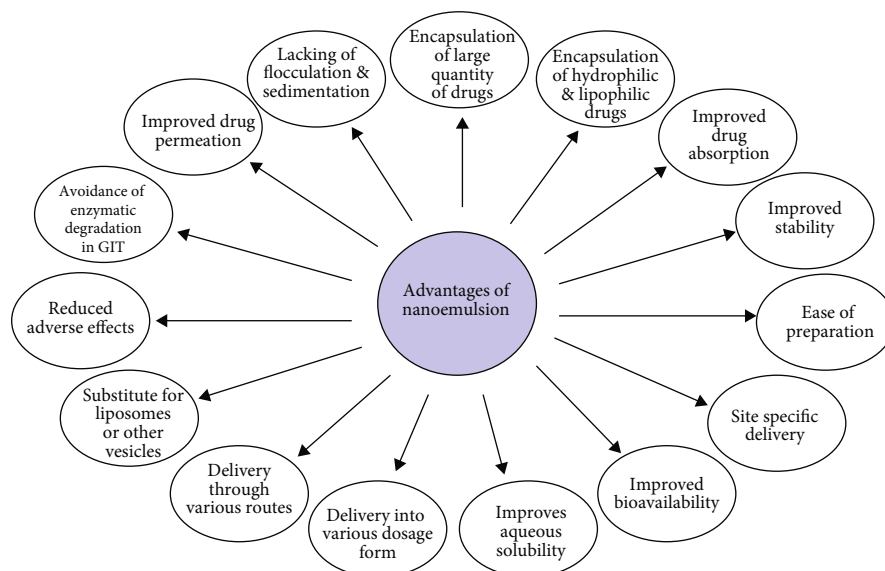 Encapsulation
of large
quantity
of drugs
Encapsulation
of hydrophilic
& lipophilic
drugs
Improved
drug
absorption
Improved
stability
Ease of
preparation
Site specific
delivery
Improved
bioavailability
Improves
aqueous
solubility
Delivery into
various dosage
form
Delivery
through
various routes
Substitute for
liposomes
or other
vesicles
Reduced
adverse effects
Avoidance of
enzymatic
degradation
in GIT
Improved drug
permeation
Lacking of
flocculation &
sedimentation
Advantages of
nanoemulsion